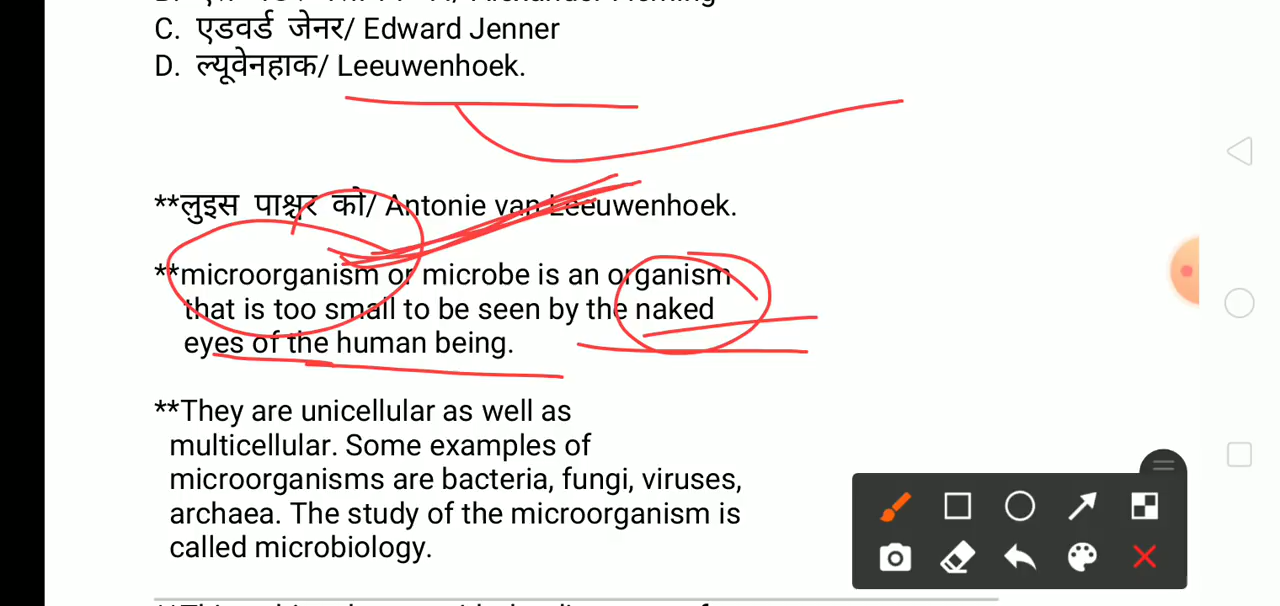 C. एडवर्ड जेनर/ Edward Jenner
D. ल्यूवेनहाक/ Leeuwenhoek.
**लुइस पाश्चर को/ Antonie van Leeuwenhoek.
**microorganism or microbe is an organism
that is too small to be seen by the naked
eyes of the human being.
**They are unicellular as well as
multicellular. Some examples of
microorganisms are bacteria, fungi, viruses,
archaea. The study of the microorganism is
called microbiology.